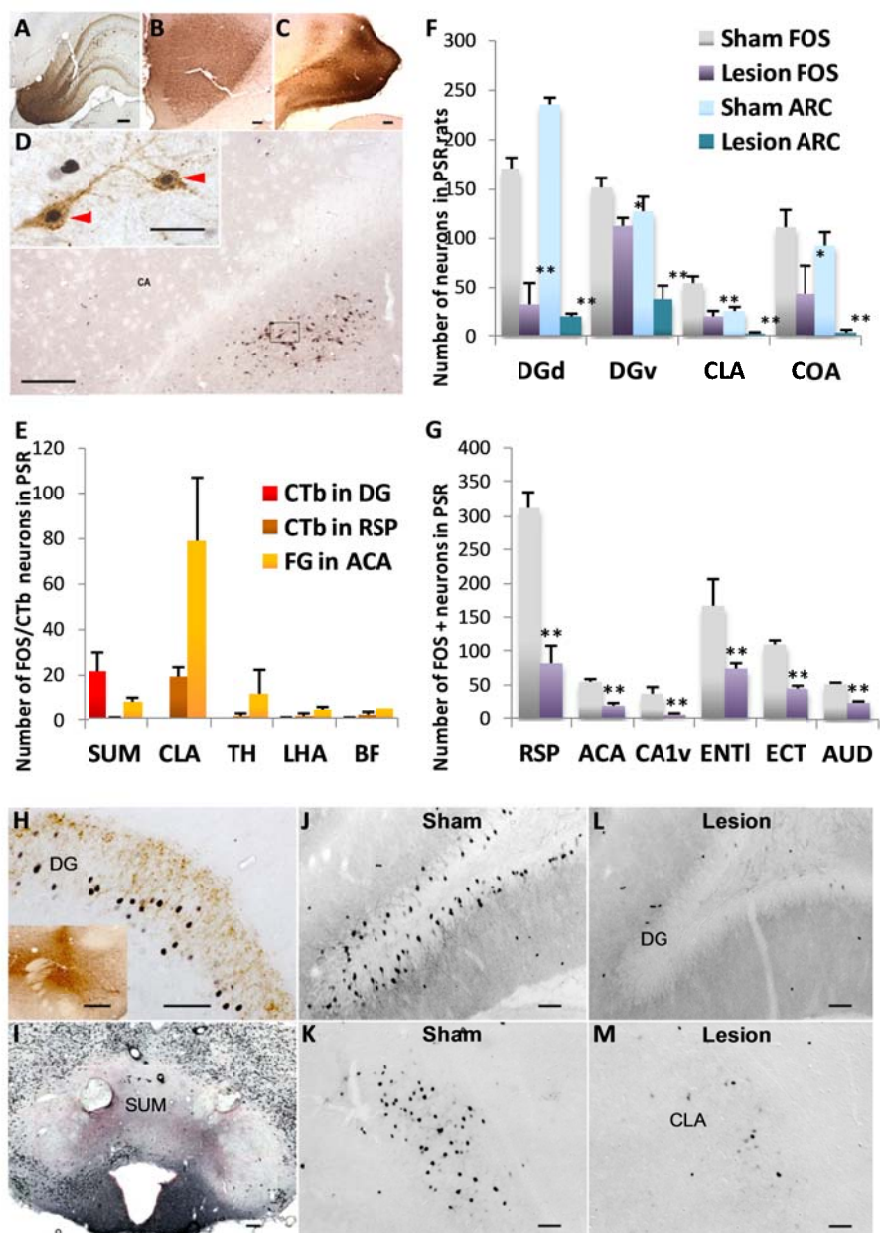 A
B
C
D
CA
E
Number of FOS/CTb neurons in PSR
120
100
80
60
40
20
0
CTb in DG
CTb in RSP
FG in ACA
SUM CLA TH LHA BF
F
Number of neurons in PSR rats
300
250
200
150
100
50
0
Sham FOS
Lesion FOS
Sham ARC
Lesion ARC
**
**
*
**
**
**
*
**
DGd DGv CLA COA
G
Number of FOS + neurons in PSR
400
350
300
250
200
150
100
50
0
**
**
**
**
**
**
RSP ACA CA1v ENTl ECT AUD
H
DG
I
SUM
J Sham
K Sham
L Lesion
DG
M Lesion
CLA